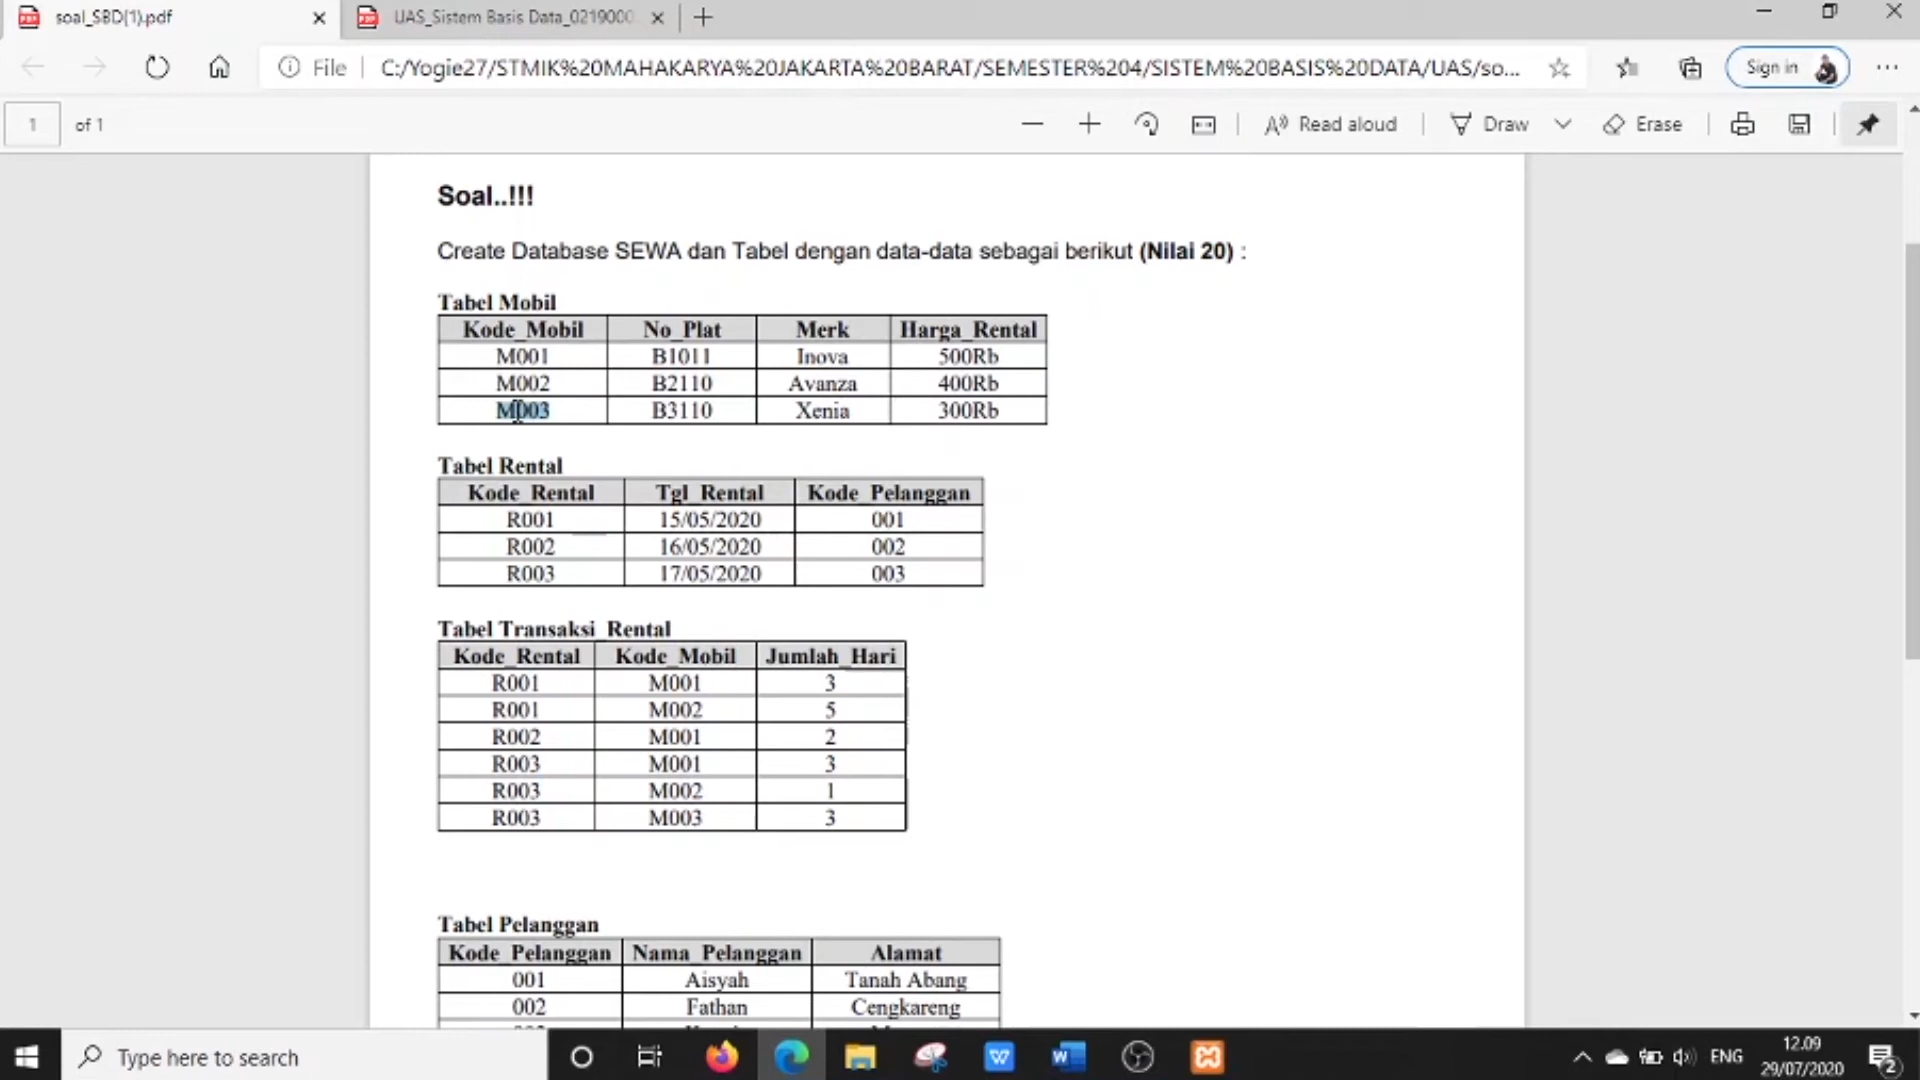 soal_SBD(1).pdf
UAS_Sistem Basis Data_0219000
File
C:/Yogie27/STMIK%20MAHAKARYA%20JAKARTA%20BARAT/SEMESTER%204/SISTEM%20BASIS%20DATA/UAS/so...
Sign in
1 of 1
Read aloud
Draw
Erase
Soal..!!!
Create Database SEWA dan Tabel dengan data-data sebagai berikut (Nilai 20) :
Tabel Mobil
Kode_Mobil No_Plat Merk Harga_Rental
M001 B1011 Inova 500Rb
M002 B2110 Avanza 400Rb
M003 B3110 Xenia 300Rb
Tabel Rental
Kode_Rental Tgl_Rental Kode_Pelanggan
R001 15/05/2020 001
R002 16/05/2020 002
R003 17/05/2020 003
Tabel Transaksi_Rental
Kode_Rental Kode_Mobil Jumlah_Hari
R001 M001 3
R001 M002 5
R002 M001 2
R003 M001 3
R003 M002 1
R003 M003 3
Tabel Pelanggan
Kode_Pelanggan Nama_Pelanggan Alamat
001 Aisyah Tanah Abang
002 Fathan Cengkareng
Type here to search
ENG
12.09
29/07/2020
2